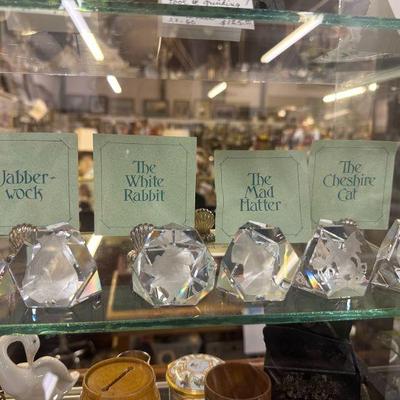 Jabber-
wock
The
White
Rabbit
The
Mad
Hatter
The
Cheshire
Cat